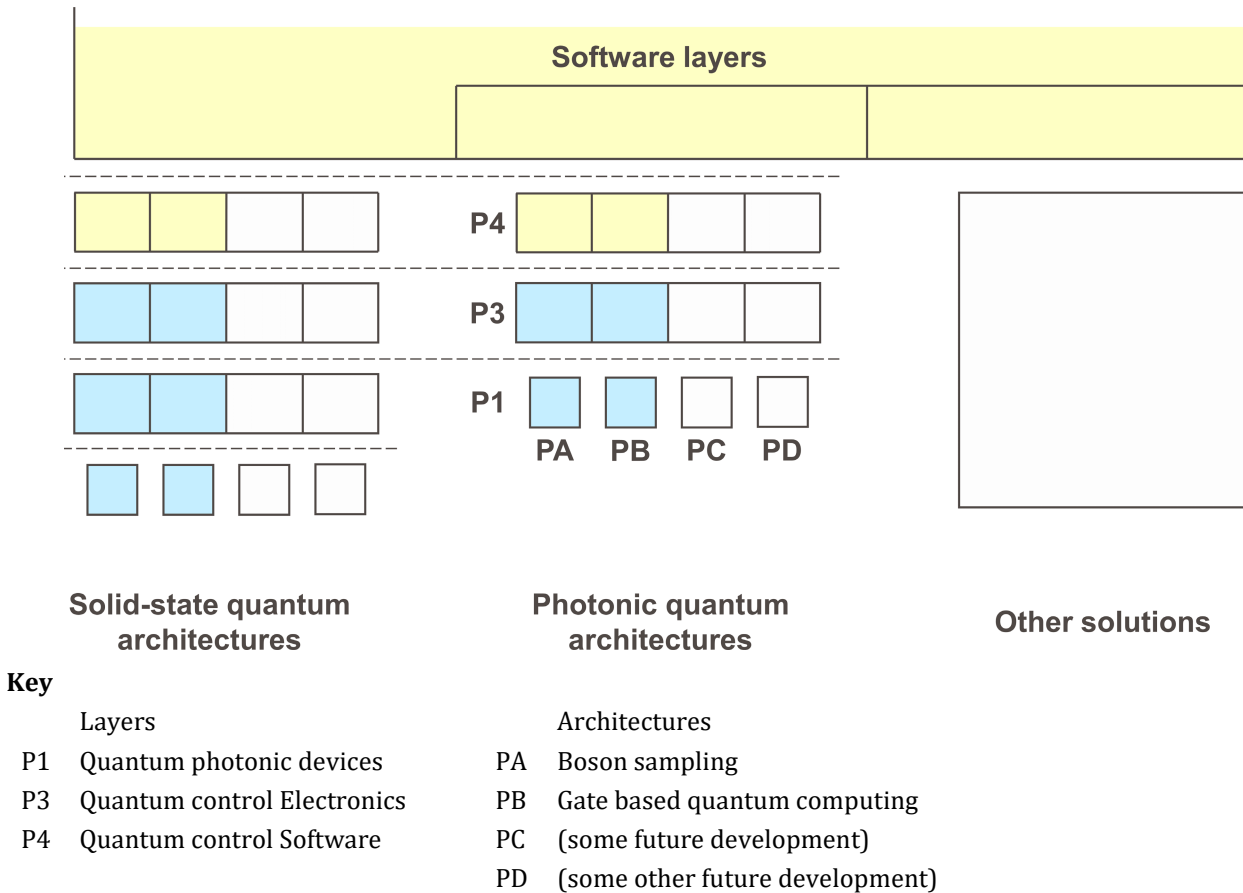 Software layers
P4
P3
P1
PA PB PC PD
Solid-state quantum
architectures
Photonic quantum
architectures
Other solutions
Key
Layers Architectures
P1 Quantum photonic devices PA Boson sampling
P3 Quantum control Electronics PB Gate based quantum computing
P4 Quantum control Software PC (some future development)
PD (some other future development)